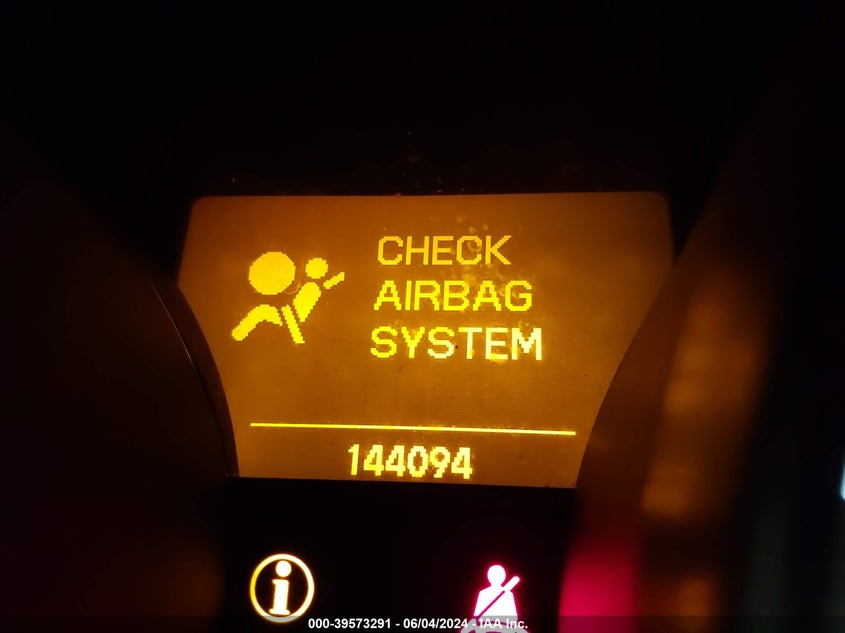 CHECK
AIRBAG
SYSTEM
144094
000-39573291 - 06/04/2024 - IAA Inc.